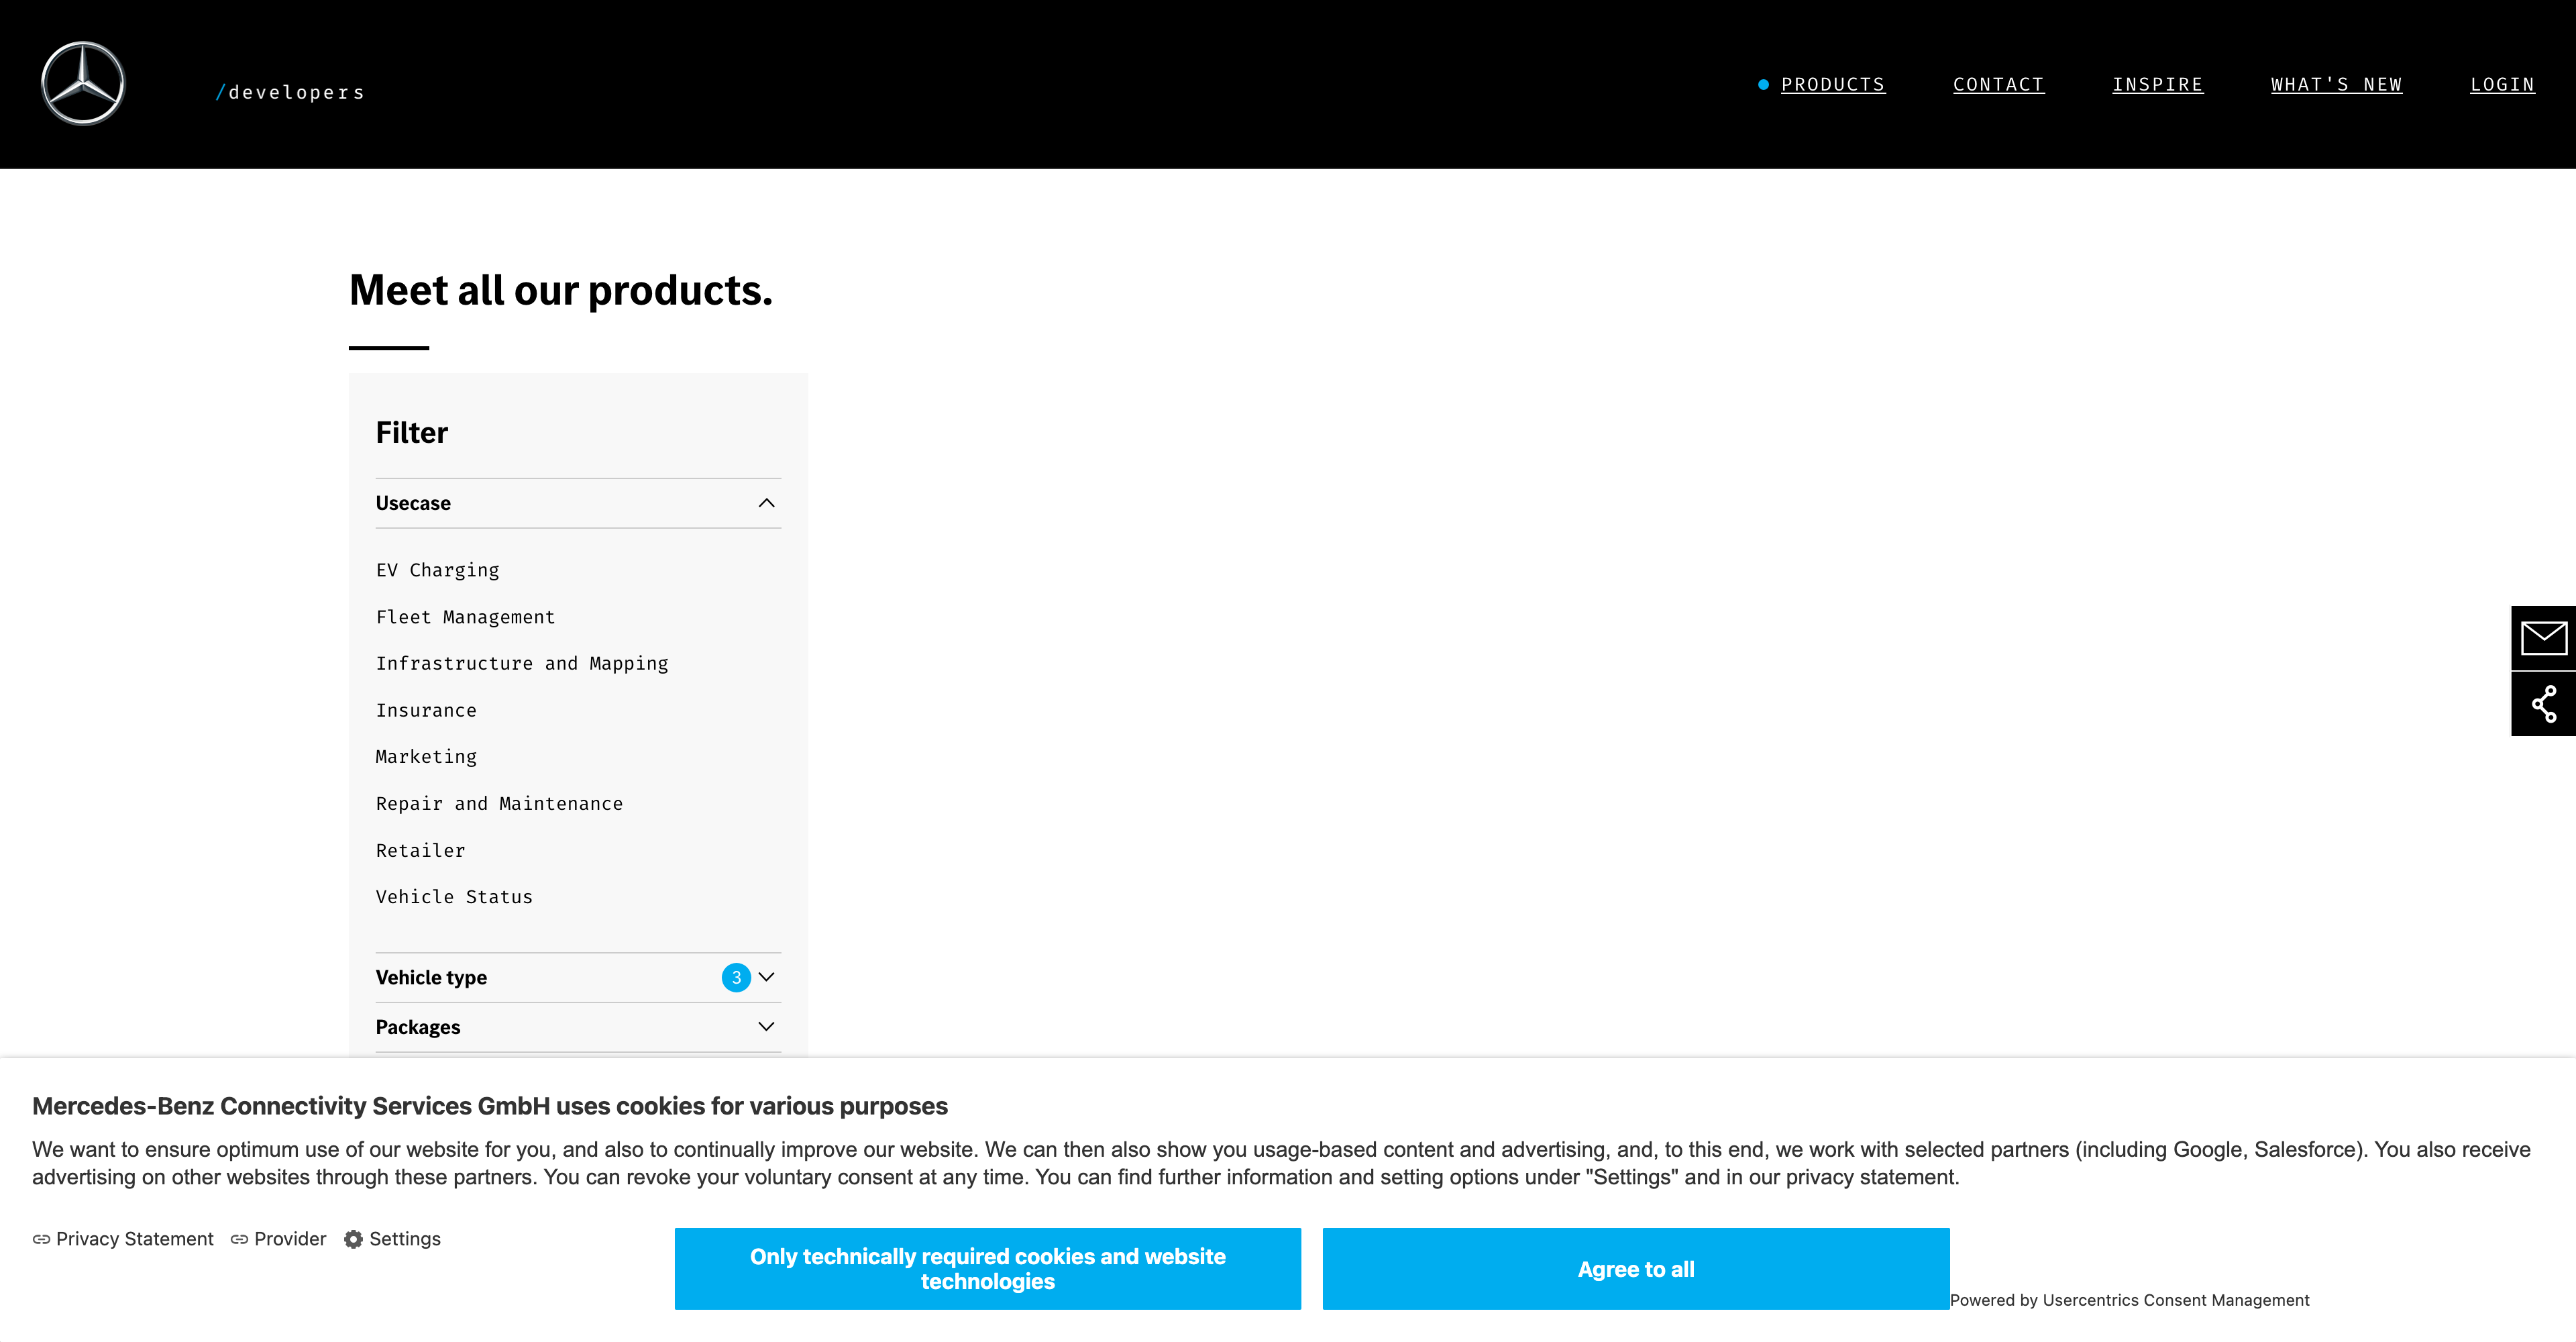 /developers
PRODUCTS
CONTACT
INSPIRE
WHAT'S NEW
LOGIN
Meet all our products.
Filter
Usecase
EV Charging
Fleet Management
Infrastructure and Mapping
Insurance
Marketing
Repair and Maintenance
Retailer
Vehicle Status
Vehicle type 3
Packages
Mercedes-Benz Connectivity Services GmbH uses cookies for various purposes
We want to ensure optimum use of our website for you, and also to continually improve our website. We can then also show you usage-based content and advertising, and, to this end, we work with selected partners (including Google, Salesforce). You also receive
advertising on other websites through these partners. You can revoke your voluntary consent at any time. You can find further information and setting options under "Settings" and in our privacy statement.
Privacy Statement
Provider
Settings
Only technically required cookies and website
technologies
Agree to all
Powered by Usercentrics Consent Management